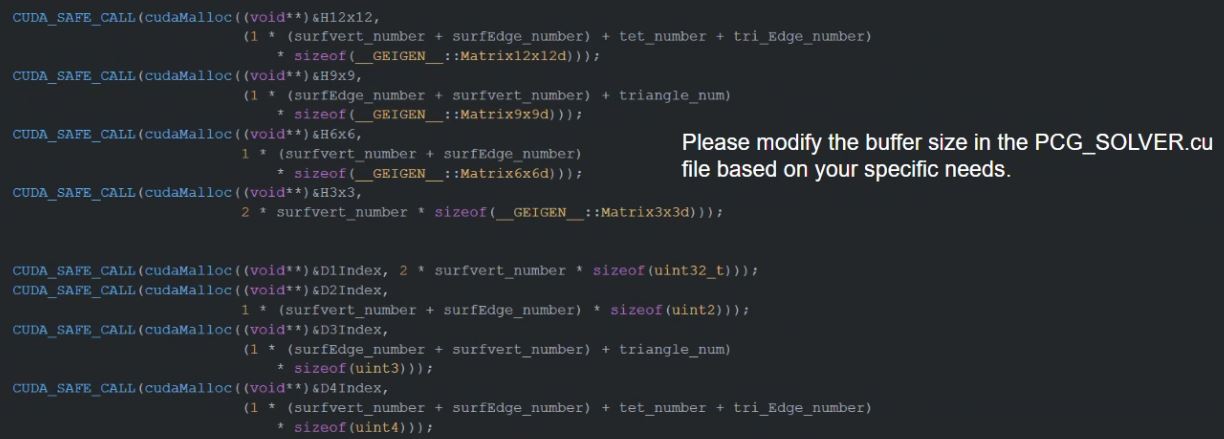 CUDA_SAFE_CALL(cudaMalloc((void**)&H12x12,
(1 * (surfvert_number + surfEdge_number) + tet_number + tri_Edge_number)
* sizeof(__GEIGEN__::Matrix12x12d)));
CUDA_SAFE_CALL(cudaMalloc((void**)&H9x9,
(1 * (surfEdge_number + surfvert_number) + triangle_num)
* sizeof(__GEIGEN__::Matrix9x9d)));
CUDA_SAFE_CALL(cudaMalloc((void**)&H6x6,
1 * (surfvert_number + surfEdge_number)
* sizeof(__GEIGEN__::Matrix6x6d)));
CUDA_SAFE_CALL(cudaMalloc((void**)&H3x3,
2 * surfvert_number * sizeof(__GEIGEN__::Matrix3x3d)));
Please modify the buffer size in the PCG_SOLVER.cu
file based on your specific needs.
CUDA_SAFE_CALL(cudaMalloc((void**)&D1Index, 2 * surfvert_number * sizeof(uint32_t)));
CUDA_SAFE_CALL(cudaMalloc((void**)&D2Index,
1 * (surfvert_number + surfEdge_number) * sizeof(uint2)));
CUDA_SAFE_CALL(cudaMalloc((void**)&D3Index,
(1 * (surfEdge_number + surfvert_number) + triangle_num)
* sizeof(uint3)));
CUDA_SAFE_CALL(cudaMalloc((void**)&D4Index,
(1 * (surfvert_number + surfEdge_number) + tet_number + tri_Edge_number)
* sizeof(uint4)));